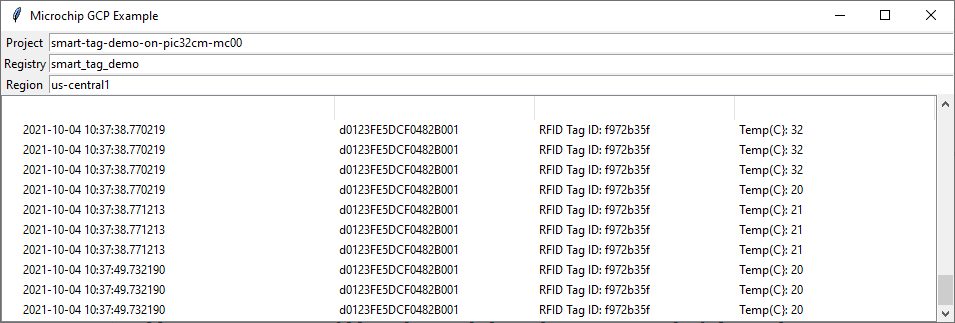 Microchip GCP Example
Project smart-tag-demo-on-pic32cm-mc00
Registry smart_tag_demo
Region us-central1
2021-10-04 10:37:38.770219 d0123FE5DCF0482B001 RFID Tag ID: f972b35f Temp(C): 32
2021-10-04 10:37:38.770219 d0123FE5DCF0482B001 RFID Tag ID: f972b35f Temp(C): 32
2021-10-04 10:37:38.770219 d0123FE5DCF0482B001 RFID Tag ID: f972b35f Temp(C): 32
2021-10-04 10:37:38.770219 d0123FE5DCF0482B001 RFID Tag ID: f972b35f Temp(C): 20
2021-10-04 10:37:38.771213 d0123FE5DCF0482B001 RFID Tag ID: f972b35f Temp(C): 21
2021-10-04 10:37:38.771213 d0123FE5DCF0482B001 RFID Tag ID: f972b35f Temp(C): 21
2021-10-04 10:37:38.771213 d0123FE5DCF0482B001 RFID Tag ID: f972b35f Temp(C): 21
2021-10-04 10:37:49.732190 d0123FE5DCF0482B001 RFID Tag ID: f972b35f Temp(C): 20
2021-10-04 10:37:49.732190 d0123FE5DCF0482B001 RFID Tag ID: f972b35f Temp(C): 20
2021-10-04 10:37:49.732190 d0123FE5DCF0482B001 RFID Tag ID: f972b35f Temp(C): 20